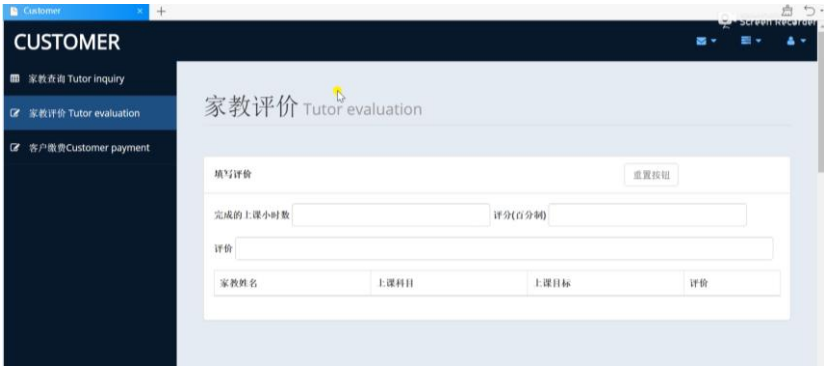 Customer
Screen Recorder
CUSTOMER
家教查询 Tutor inquiry
家教评价 Tutor evaluation
客户缴费Customer payment
家教评价 Tutor evaluation
填写评价 重置按钮
完成的上课小时数 评分(百分制)
评价
家教姓名 上课科目 上课目标 评价